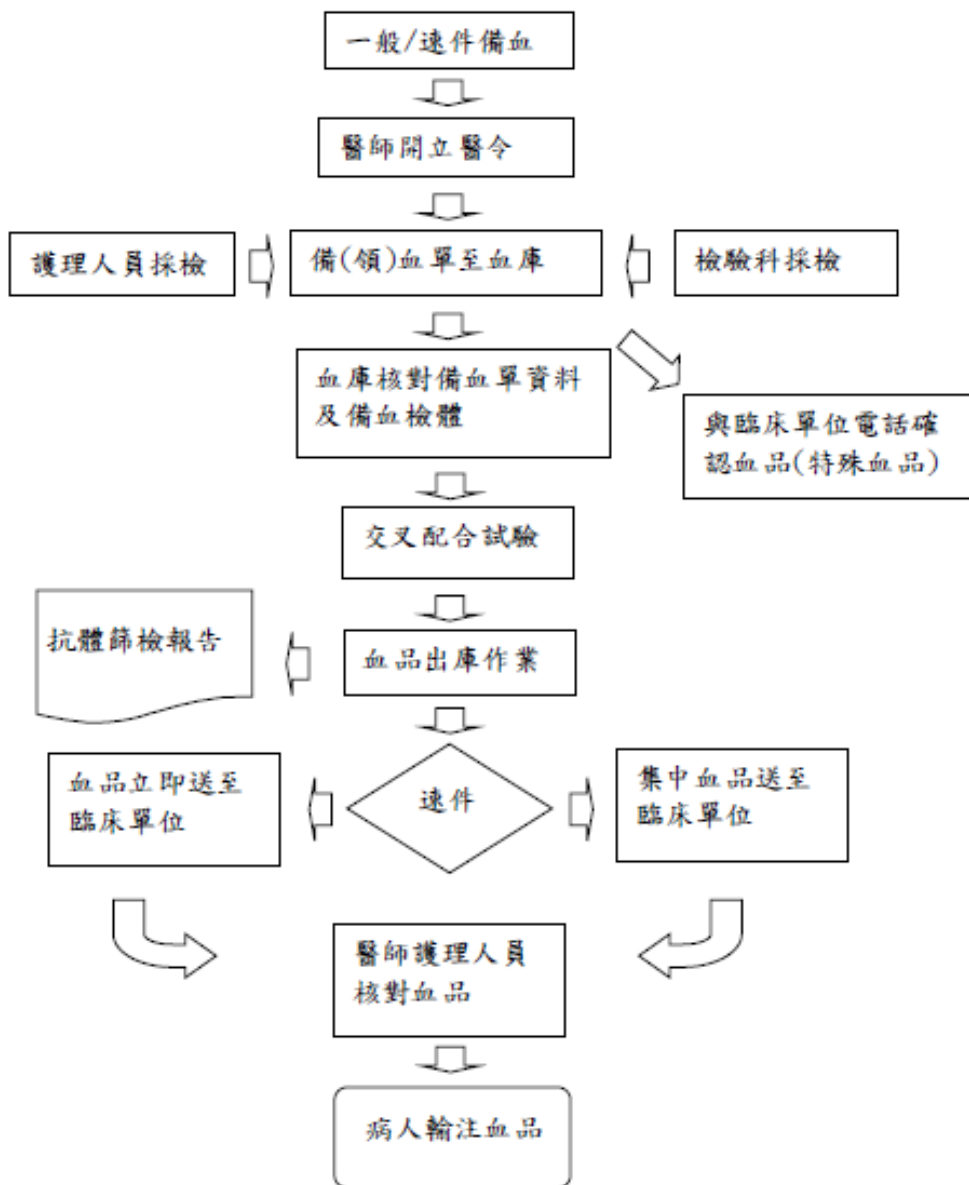 一般/速件備血
醫師開立醫令
護理人員採檢
備(領)血單至血庫
檢驗科採檢
血庫核對備血單資料
及備血檢體
與臨床單位電話確
認血品(特殊血品)
交叉配合試驗
抗體篩檢報告
血品出庫作業
血品立即送至
臨床單位
速件
集中血品送至
臨床單位
醫師護理人員
核對血品
病人輸注血品